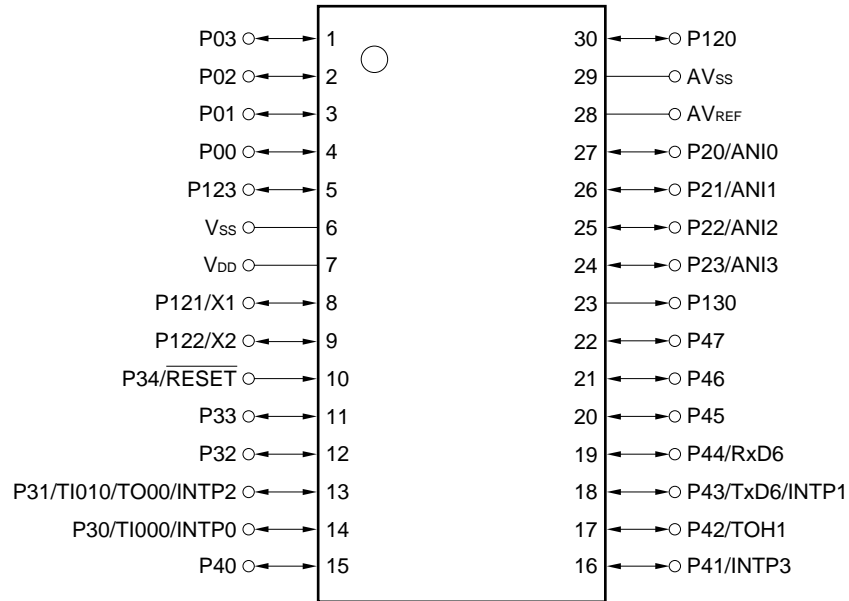 P03 1 30 P120
P02 2 29 AVSS
P01 3 28 AVREF
P00 4 27 P20/ANI0
P123 5 26 P21/ANI1
VSS 6 25 P22/ANI2
VDD 7 24 P23/ANI3
P121/X1 8 23 P130
P122/X2 9 22 P47
P34/RESET 10 21 P46
P33 11 20 P45
P32 12 19 P44/RxD6
P31/TI010/TO00/INTP2 13 18 P43/TxD6/INTP1
P30/TI000/INTP0 14 17 P42/TOH1
P40 15 16 P41/INTP3